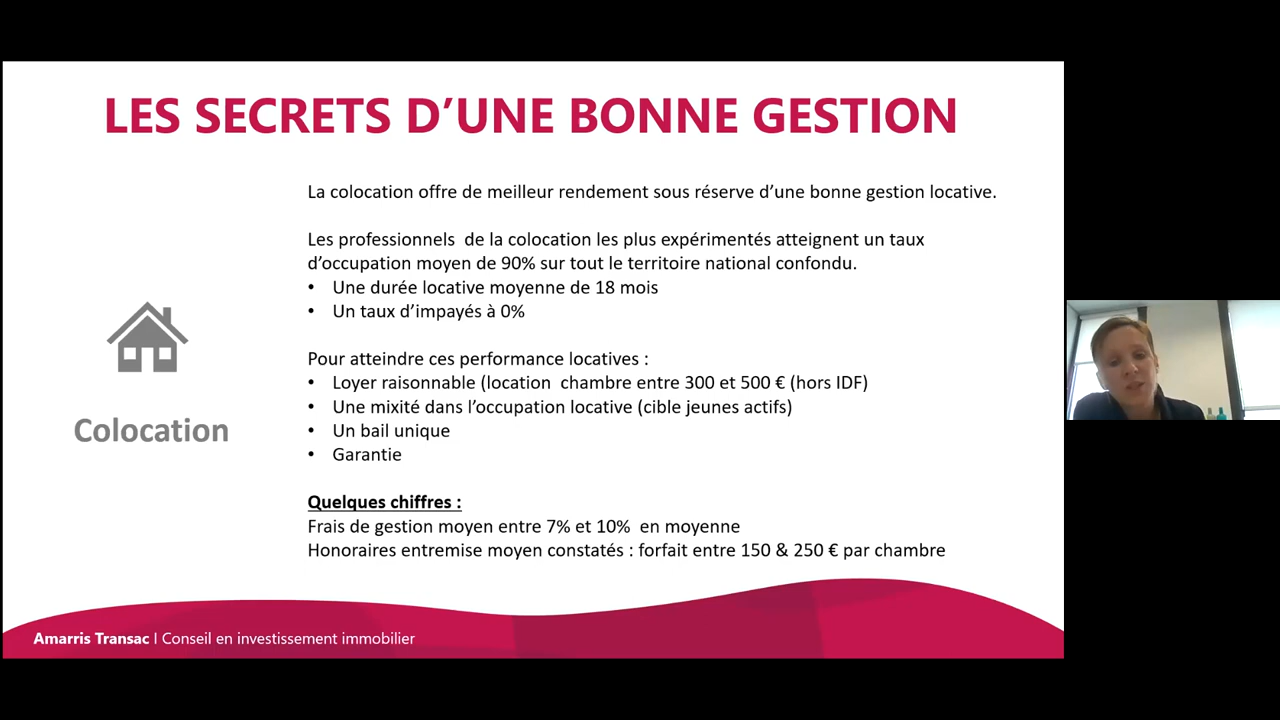 LES SECRETS D’UNE BONNE GESTION
La colocation offre de meilleur rendement sous réserve d’une bonne gestion locative.
Les professionnels de la colocation les plus expérimentés atteignent un taux
d’occupation moyen de 90% sur tout le territoire national confondu.
• Une durée locative moyenne de 18 mois
• Un taux d’impayés à 0%
Pour atteindre ces performance locatives :
• Loyer raisonnable (location chambre entre 300 et 500 € (hors IDF)
• Une mixité dans l’occupation locative (cible jeunes actifs)
• Un bail unique
• Garantie
Colocation
Quelques chiffres :
Frais de gestion moyen entre 7% et 10% en moyenne
Honoraires entremise moyen constatés : forfait entre 150 & 250 € par chambre
Amarris Transac l Conseil en investissement immobilier